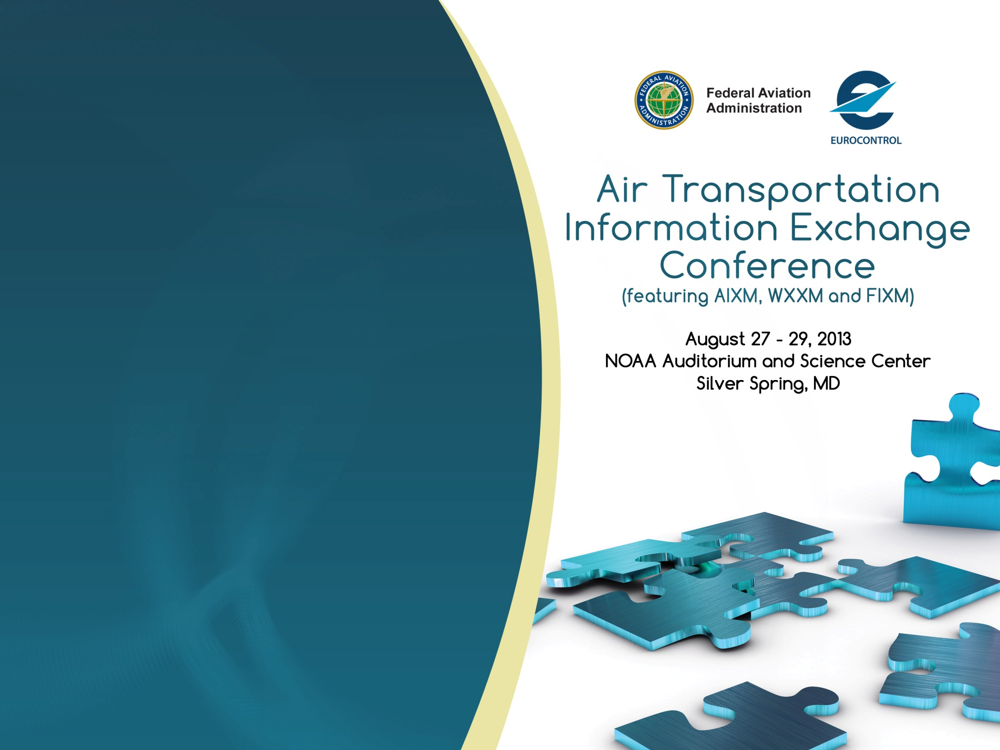 FEDERAL AVIATION
ADMINISTRATION
Federal Aviation
Administration
EUROCONTROL
Air Transportation
Information Exchange
Conference
(featuring AIXM, WXXM and FIXM)
August 27 - 29, 2013
NOAA Auditorium and Science Center
Silver Spring, MD